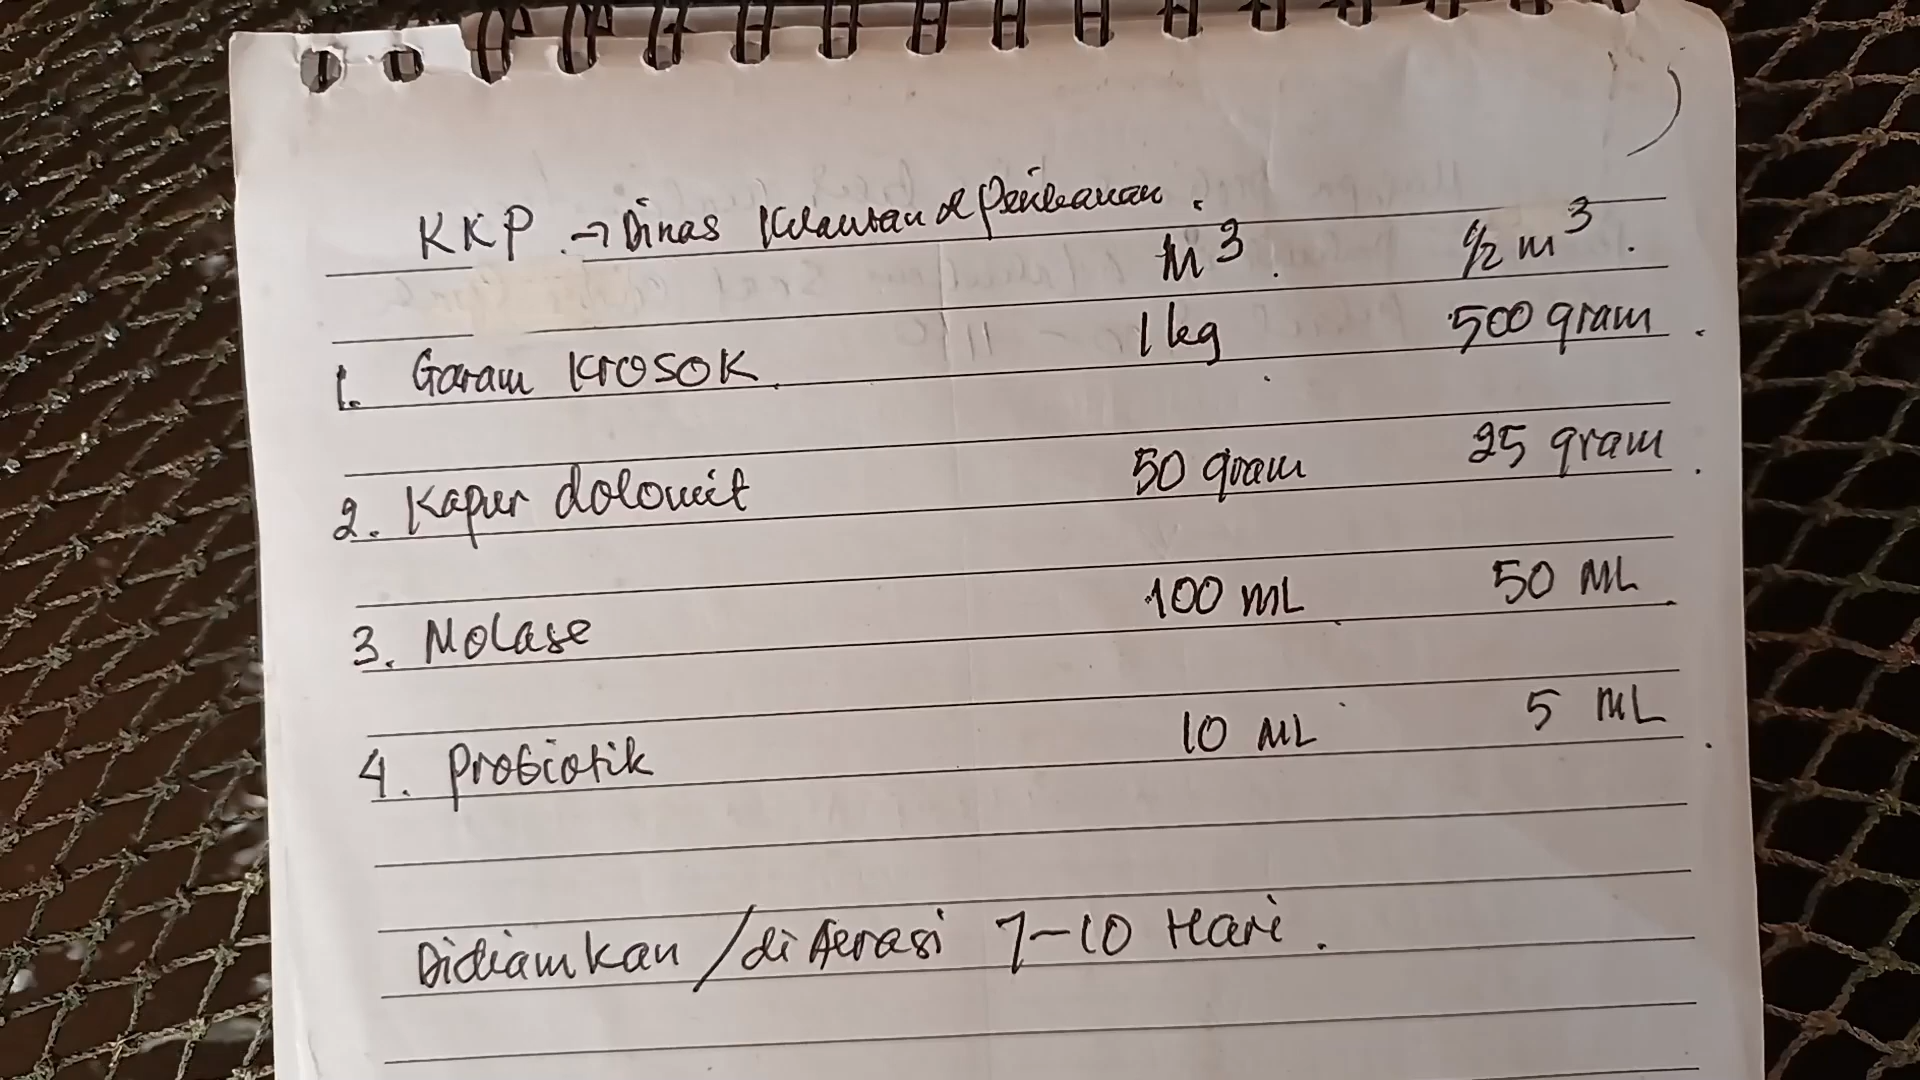 KKP. → Dinas Kelautan & Perikanan.
m³. ½ m³.
1. Garam Krosok 1 kg 500 gram
2. Kapur dolomit 50 gram 25 gram
3. Molase 100 mL 50 mL
4. Probiotik 10 mL 5 mL
Didiamkan / di Aerasi 7-10 Hari.